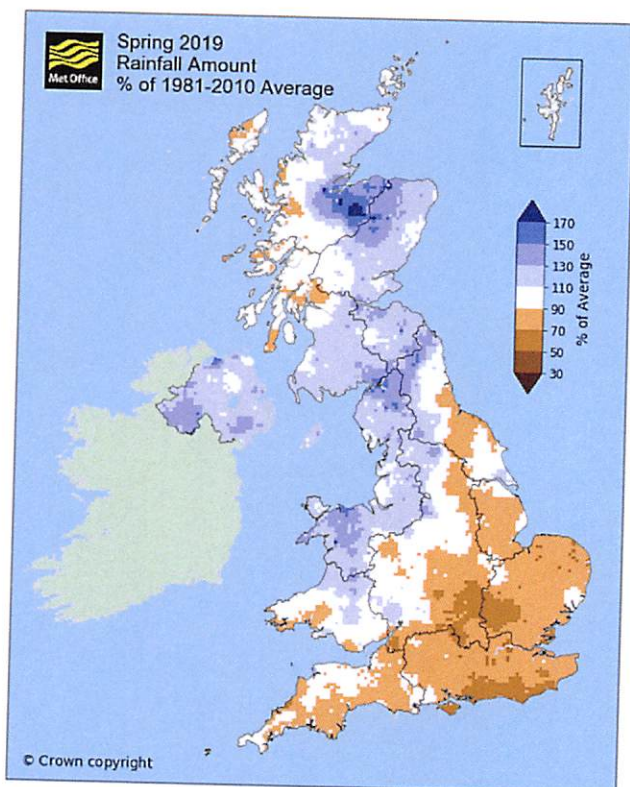 Met Office
Spring 2019
Rainfall Amount
% of 1981-2010 Average
170
150
130
110
90
70
50
30
% of Average
© Crown copyright